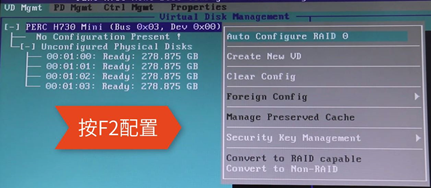 VD Mgmt PD Mgmt Ctrl Mgmt Properties
Virtual Disk Management
[-] PERC H730 Mini (Bus 0x03, Dev 0x00)
No Configuration Present !
[-] Unconfigured Physical Disks
00:01:00: Ready: 278.875 GB
00:01:01: Ready: 278.875 GB
00:01:02: Ready: 278.875 GB
00:01:03: Ready: 278.875 GB
Auto Configure RAID 0
Create New VD
Clear Config
Foreign Config
Manage Preserved Cache
Security Key Management
Convert to RAID capable
Convert to Non-RAID
按F2配置